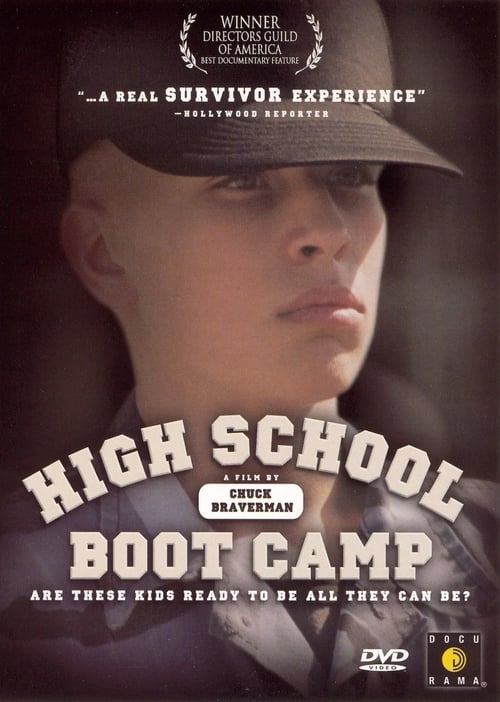 WINNER
DIRECTORS GUILD
OF AMERICA
BEST DOCUMENTARY FEATURE
"...A REAL SURVIVOR EXPERIENCE"
—HOLLYWOOD REPORTER
HIGH SCHOOL
A FILM BY
CHUCK
BRAVERMAN
BOOT CAMP
ARE THESE KIDS READY TO BE ALL THEY CAN BE?
DVD
VIDEO
DOCU
RAMA®